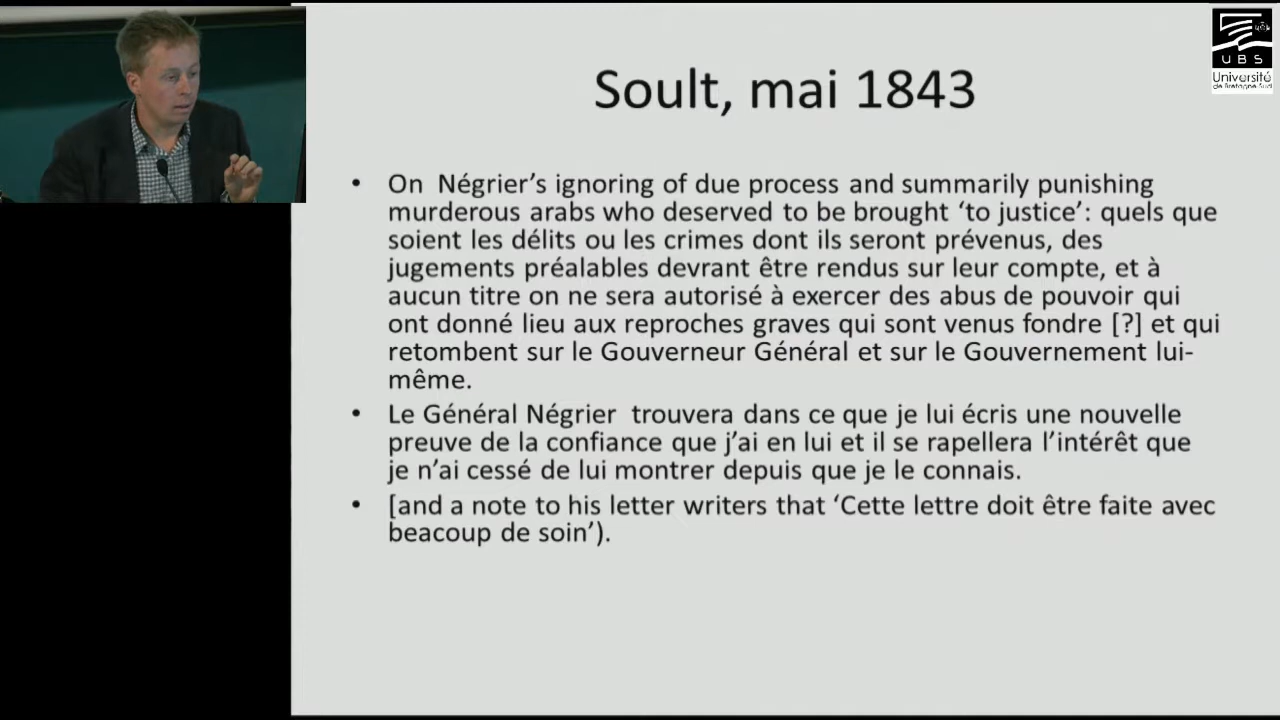 Soult, mai 1843
• On Négrier’s ignoring of due process and summarily punishing
murderous arabs who deserved to be brought ‘to justice’: quels que
soient les délits ou les crimes dont ils seront prévenus, des
jugements préalables devrant être rendus sur leur compte, et à
aucun titre on ne sera autorisé à exercer des abus de pouvoir qui
ont donné lieu aux reproches graves qui sont venus fondre [?] et qui
retombent sur le Gouverneur Général et sur le Gouvernement lui-
même.
• Le Général Négrier trouvera dans ce que je lui écris une nouvelle
preuve de la confiance que j’ai en lui et il se rapellera l’intérêt que
je n’ai cessé de lui montrer depuis que je le connais.
• [and a note to his letter writers that ‘Cette lettre doit être faite avec
beacoup de soin’).
UBS
Université
de Bretagne-Sud